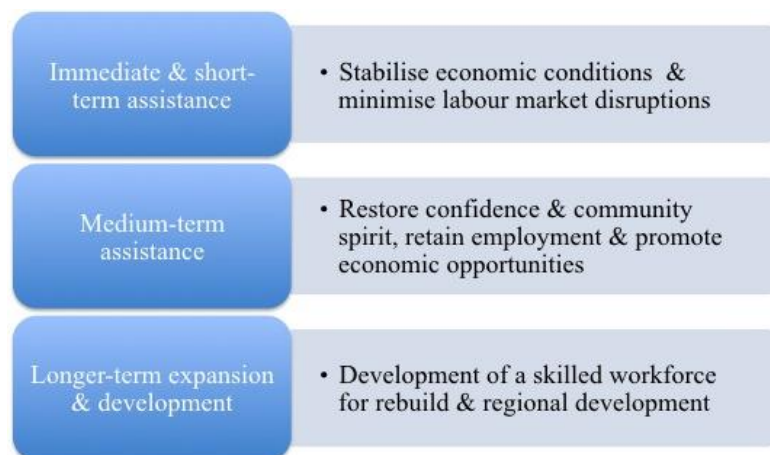 Immediate & short-
term assistance
• Stabilise economic conditions &
minimise labour market disruptions
Medium-term
assistance
• Restore confidence & community
spirit, retain employment & promote
economic opportunities
Longer-term expansion
& development
• Development of a skilled workforce
for rebuild & regional development